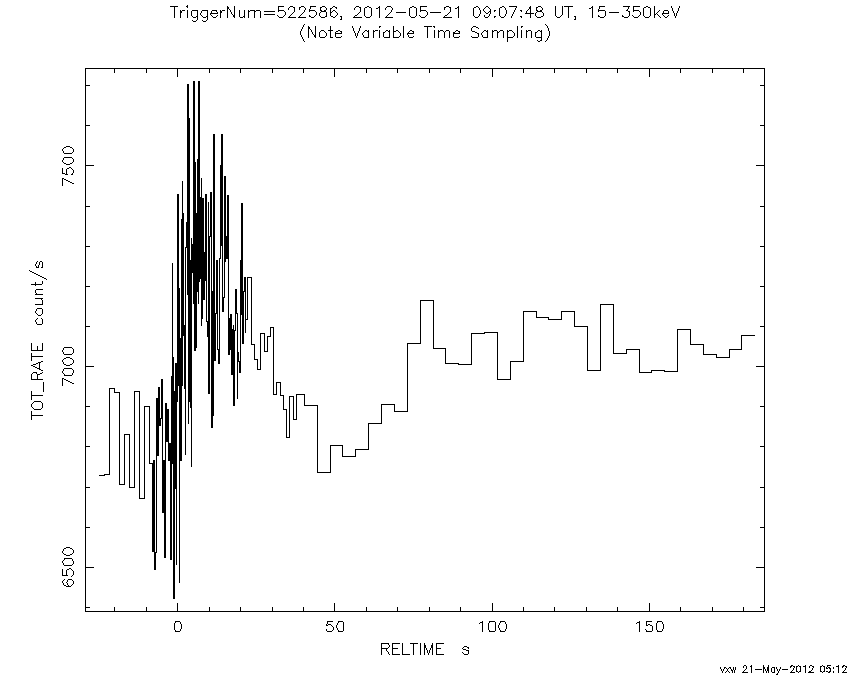 TriggerNum=522586, 2012-05-21 09:07:48 UT, 15-350keV
(Note Variable Time Sampling)
TOT_RATE count/s
7500
7000
6500
0 50 100 150
RELTIME s
vxw 21-May-2012 05:12